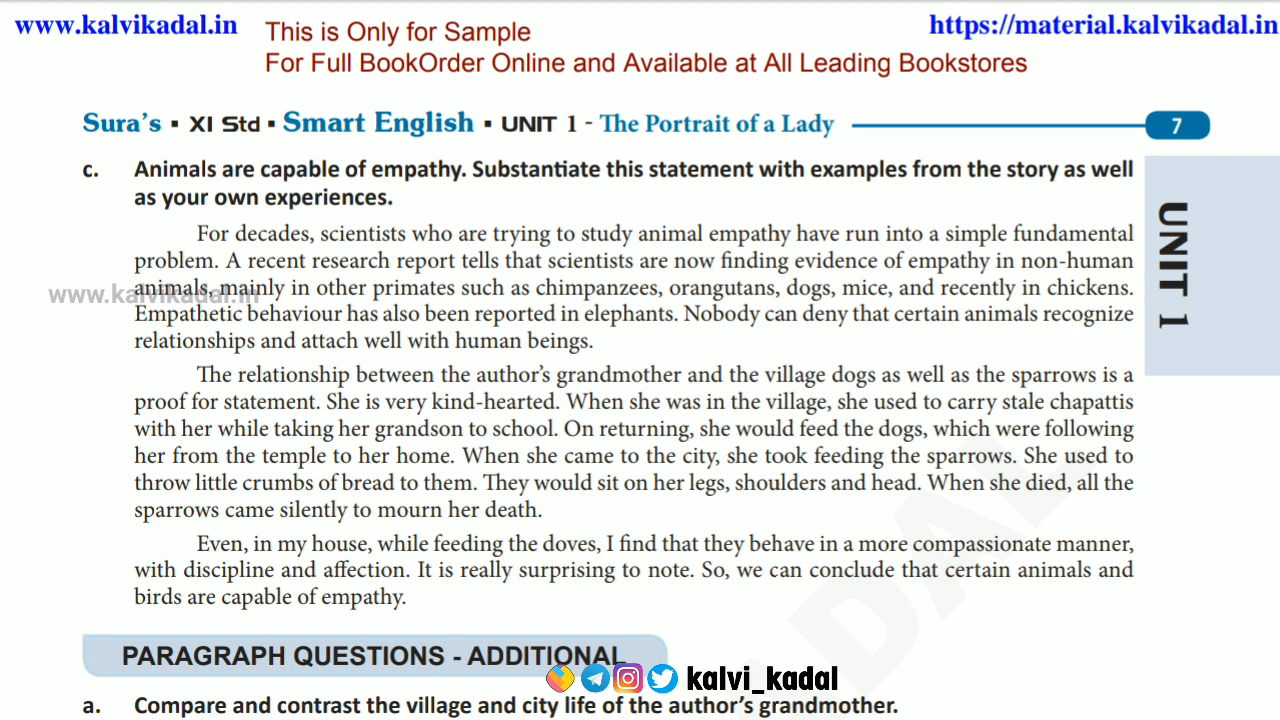 www.kalvikadal.in
This is Only for Sample
https://material.kalvikadal.in
For Full BookOrder Online and Available at All Leading Bookstores
Sura's ▪ XI Std ▪ Smart English ▪ UNIT 1 - The Portrait of a Lady
7
UNIT 1
c. Animals are capable of empathy. Substantiate this statement with examples from the story as well
as your own experiences.
For decades, scientists who are trying to study animal empathy have run into a simple fundamental
problem. A recent research report tells that scientists are now finding evidence of empathy in non-human
animals, mainly in other primates such as chimpanzees, orangutans, dogs, mice, and recently in chickens.
www.kalvikadal.in
Empathetic behaviour has also been reported in elephants. Nobody can deny that certain animals recognize
relationships and attach well with human beings.
The relationship between the author's grandmother and the village dogs as well as the sparrows is a
proof for statement. She is very kind-hearted. When she was in the village, she used to carry stale chapattis
with her while taking her grandson to school. On returning, she would feed the dogs, which were following
her from the temple to her home. When she came to the city, she took feeding the sparrows. She used to
throw little crumbs of bread to them. They would sit on her legs, shoulders and head. When she died, all the
sparrows came silently to mourn her death.
Even, in my house, while feeding the doves, I find that they behave in a more compassionate manner,
with discipline and affection. It is really surprising to note. So, we can conclude that certain animals and
birds are capable of empathy.
PARAGRAPH QUESTIONS - ADDITIONAL
kalvi_kadal
a. Compare and contrast the village and city life of the author's grandmother.